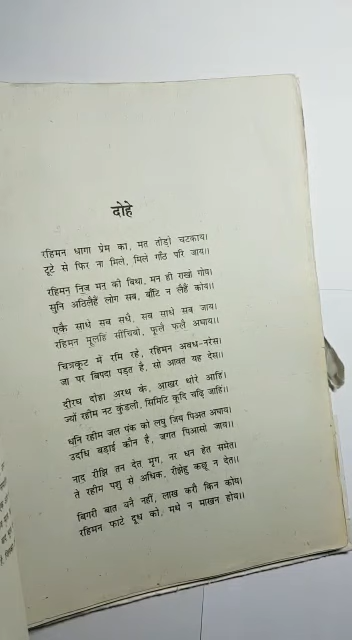 दोहे
रहिमन धागा प्रेम का, मत तोड़ो चटकाय।
टूटे से फिर ना मिले, मिले गाँठ परि जाय॥
रहिमन निज मन की बिथा, मन ही राखो गोय।
सुनि अठिलैहैं लोग सब, बाँटि न लैहैं कोय॥
एकै साधे सब सधै, सब साधे सब जाय।
रहिमन मूलहिं सींचिबो, फूलै फलै अघाय॥
चित्रकूट में रमि रहे, रहिमन अवध-नरेस।
जा पर बिपदा पड़त है, सो आवत यह देस॥
दीरघ दोहा अरथ के, आखर थोरे आहिं।
ज्यों रहीम नट कुंडली, सिमिटि कूदि चढ़ि जाहिं॥
धनि रहीम जल पंक को लघु जिय पिअत अघाय।
उदधि बड़ाई कौन है, जगत पिआसो जाय॥
नाद रीझि तन देत मृग, नर धन हेत समेत।
ते रहीम पशु से अधिक, रीझेहु कछू न देत॥
बिगरी बात बनै नहीं, लाख करौ किन कोय।
रहिमन फाटे दूध को, मथे न माखन होय॥